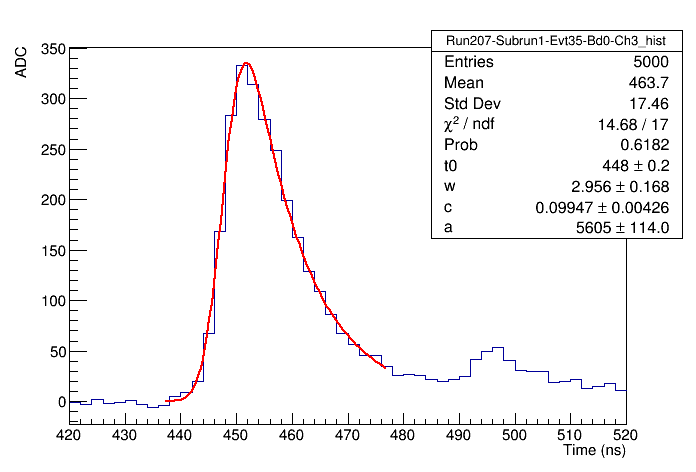 Run207-Subrun1-Evt35-Bd0-Ch3_hist
Entries 5000
Mean 463.7
Std Dev 17.46
χ² / ndf 14.68 / 17
Prob 0.6182
t0 448 ± 0.2
w 2.956 ± 0.168
c 0.09947 ± 0.00426
a 5605 ± 114.0
ADC
350
300
250
200
150
100
50
0
420 430 440 450 460 470 480 490 500 510 520
Time (ns)